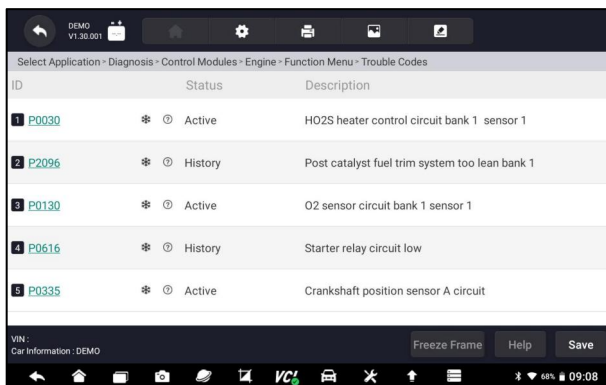 DEMO
V1.30.001
Select Application > Diagnosis > Control Modules > Engine > Function Menu > Trouble Codes
ID Status Description
1 P0030 Active HO2S heater control circuit bank 1 sensor 1
2 P2096 History Post catalyst fuel trim system too lean bank 1
3 P0130 Active O2 sensor circuit bank 1 sensor 1
4 P0616 History Starter relay circuit low
5 P0335 Active Crankshaft position sensor A circuit
VIN :
Car Information : DEMO
Freeze Frame Help Save
VCI 68% 09:08